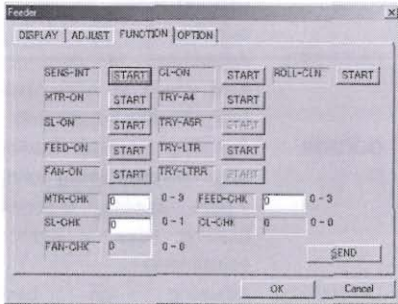 Feeder
DISPLAY ADJUST FUNCTION OPTION
SENS-INT START CL-ON START ROLL-CLN START
MTR-ON START TRY-A4 START
SL-ON START TRY-A5R START
FEED-ON START TRY-LTR START
FAN-ON START TRY-LTRR START
MTR-CHK 0 0 - 3 FEED-CHK 0 0 - 3
SL-CHK 0 0 - 1 CL-CHK 0 0 - 0
FAN-CHK 0 0 - 0
SEND
OK Cancel